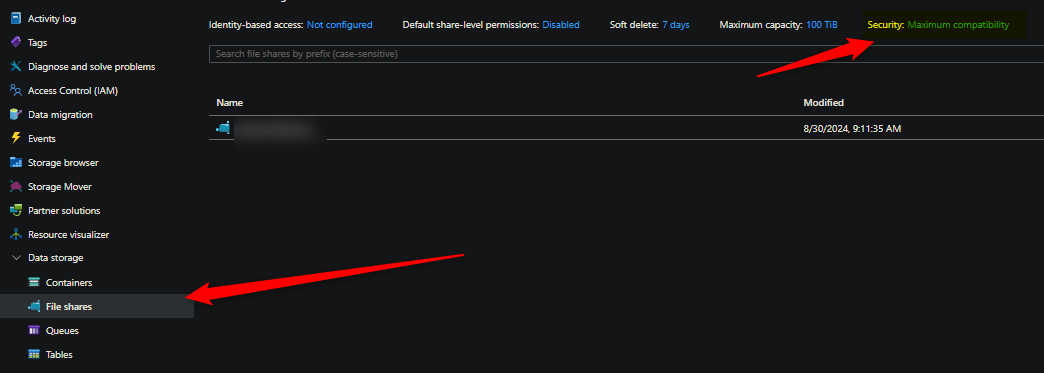 Activity log
Tags
Diagnose and solve problems
Access Control (IAM)
Data migration
Events
Storage browser
Storage Mover
Partner solutions
Resource visualizer
Data storage
Containers
File shares
Queues
Tables
Identity-based access: Not configured Default share-level permissions: Disabled Soft delete: 7 days Maximum capacity: 100 TiB Security: Maximum compatibility
Search file shares by prefix (case-sensitive)
Name Modified
8/30/2024, 9:11:35 AM